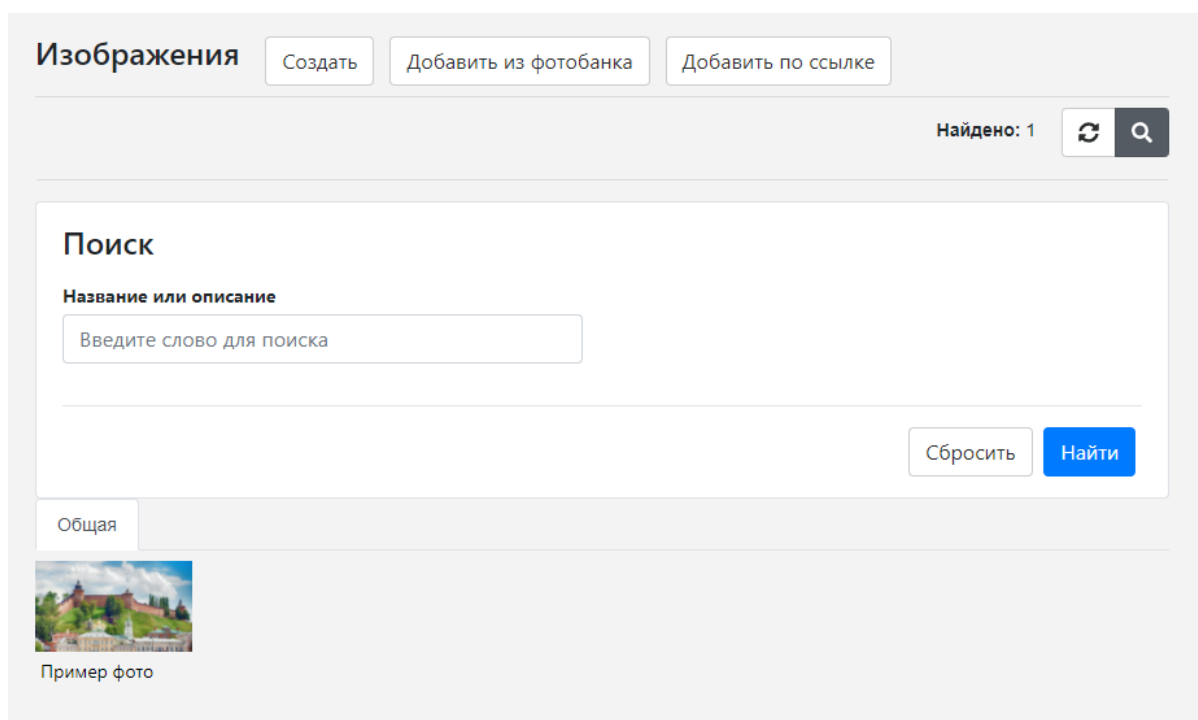 Изображения Создать Добавить из фотобанка Добавить по ссылке
Найдено: 1
Поиск
Название или описание
Введите слово для поиска
Сбросить Найти
Общая
Пример фото